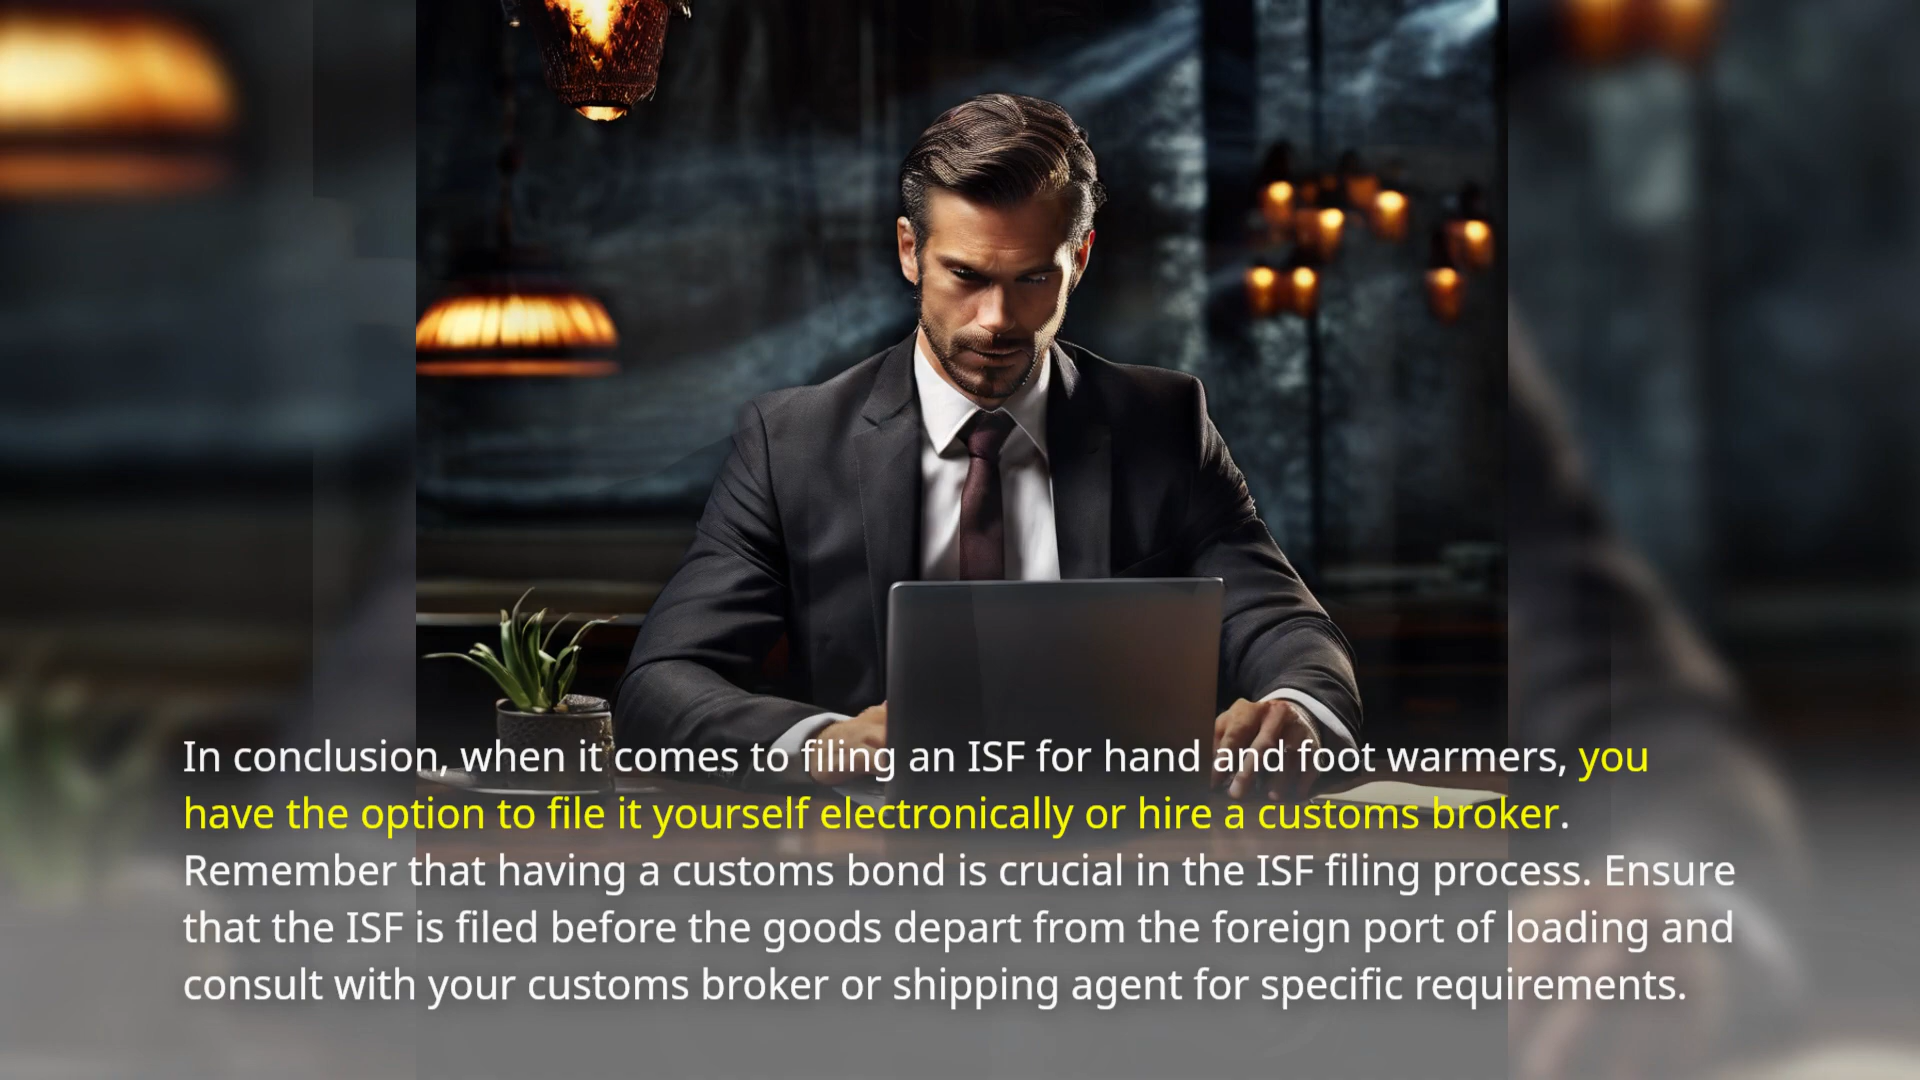 In conclusion, when it comes to filing an ISF for hand and foot warmers, you
have the option to file it yourself electronically or hire a customs broker.
Remember that having a customs bond is crucial in the ISF filing process. Ensure
that the ISF is filed before the goods depart from the foreign port of loading and
consult with your customs broker or shipping agent for specific requirements.